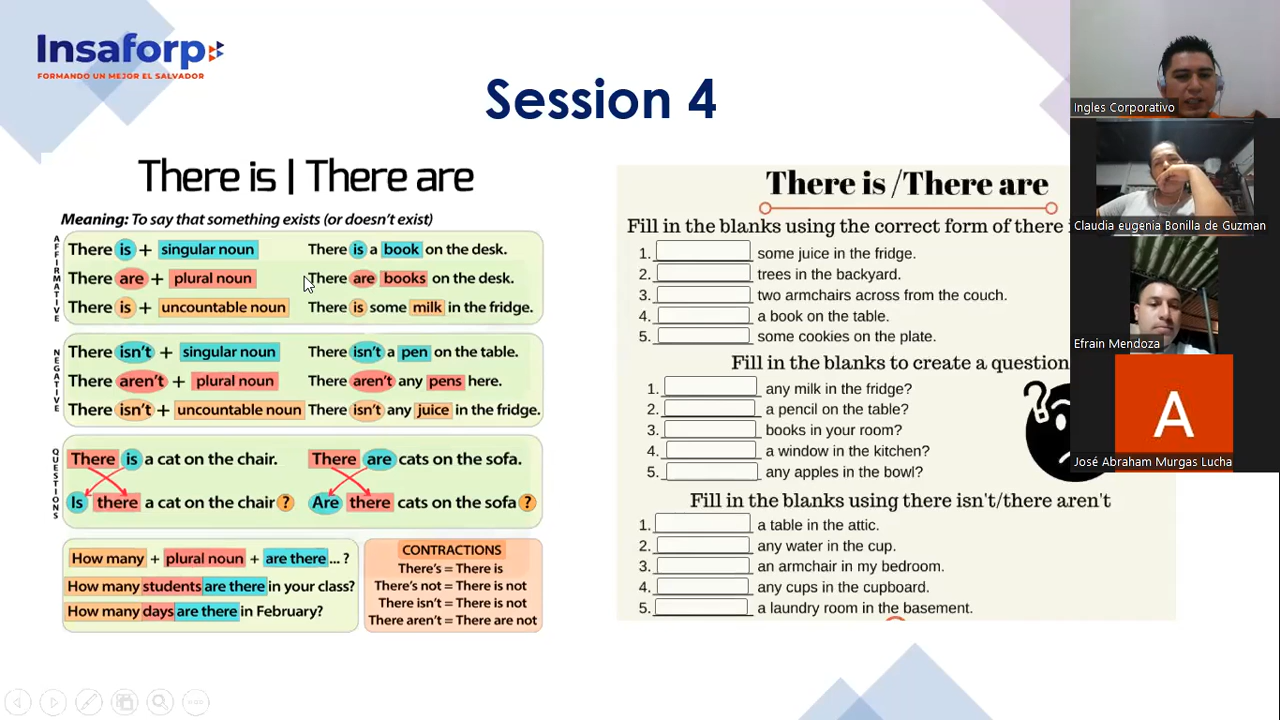 Insaforp
FORMANDO UN MEJOR EL SALVADOR
Session 4
There is | There are
Meaning: To say that something exists (or doesn't exist)
AFFIRMATIVE
There is + singular noun There is a book on the desk.
There are + plural noun There are books on the desk.
There is + uncountable noun There is some milk in the fridge.
NEGATIVE
There isn't + singular noun There isn't a pen on the table.
There aren't + plural noun There aren't any pens here.
There isn't + uncountable noun There isn't any juice in the fridge.
QUESTIONS
There is a cat on the chair. There are cats on the sofa.
Is there a cat on the chair ? Are there cats on the sofa ?
How many + plural noun + are there ... ?
How many students are there in your class?
How many days are there in February?
CONTRACTIONS
There's = There is
There's not = There is not
There isn't = There is not
There aren't = There are not
There is /There are
Fill in the blanks using the correct form of there
1. some juice in the fridge.
2. trees in the backyard.
3. two armchairs across from the couch.
4. a book on the table.
5. some cookies on the plate.
Fill in the blanks to create a question
1. any milk in the fridge?
2. a pencil on the table?
3. books in your room?
4. a window in the kitchen?
5. any apples in the bowl?
Fill in the blanks using there isn't/there aren't
1. a table in the attic.
2. any water in the cup.
3. an armchair in my bedroom.
4. any cups in the cupboard.
5. a laundry room in the basement.
Ingles Corporativo
Claudia eugenia Bonilla de Guzman
Efrain Mendoza
A
José Abraham Murgas Lucha